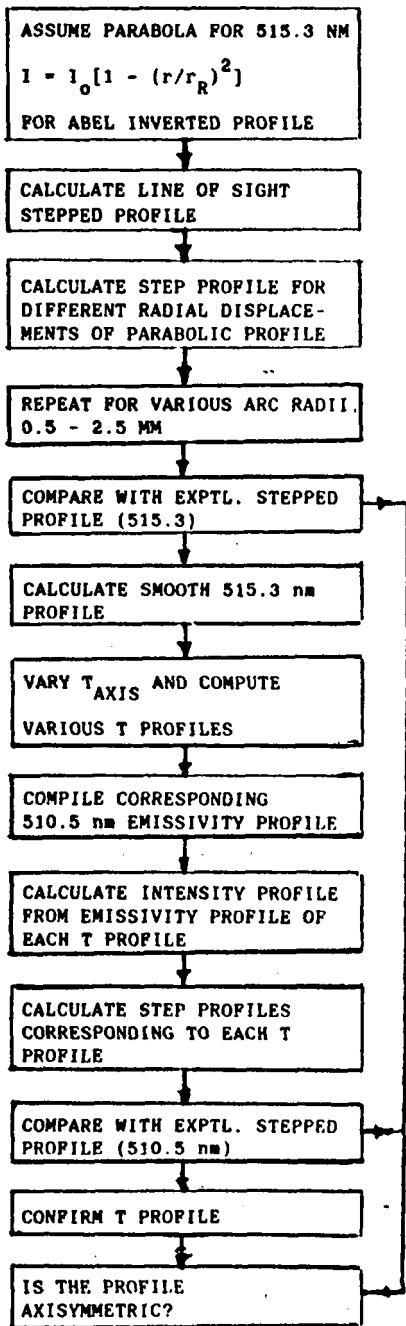 ASSUME PARABOLA FOR 515.3 NM
I = I_o[1 - (r/r_R)^2]
FOR ABEL INVERTED PROFILE
CALCULATE LINE OF SIGHT
STEPPED PROFILE
CALCULATE STEP PROFILE FOR
DIFFERENT RADIAL DISPLACE-
MENTS OF PARABOLIC PROFILE
REPEAT FOR VARIOUS ARC RADII.
0.5 - 2.5 MM
COMPARE WITH EXPTL. STEPPED
PROFILE (515.3)
CALCULATE SMOOTH 515.3 nm
PROFILE
VARY T_AXIS AND COMPUTE
VARIOUS T PROFILES
COMPILE CORRESPONDING
510.5 nm EMISSIVITY PROFILE
CALCULATE INTENSITY PROFILE
FROM EMISSIVITY PROFILE OF
EACH T PROFILE
CALCULATE STEP PROFILES
CORRESPONDING TO EACH T
PROFILE
COMPARE WITH EXPTL. STEPPED
PROFILE (510.5 nm)
CONFIRM T PROFILE
IS THE PROFILE
AXISYMMETRIC?